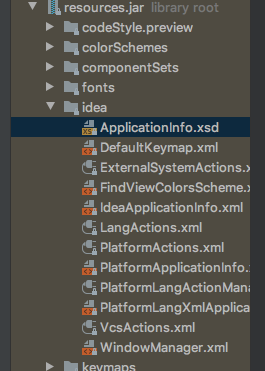 resources.jar library root
codeStyle.preview
colorSchemes
componentSets
fonts
idea
ApplicationInfo.xsd
DefaultKeymap.xml
ExternalSystemActions.x
FindViewColorsScheme.x
IdeaApplicationInfo.xml
LangActions.xml
PlatformActions.xml
PlatformApplicationInfo.
PlatformLangActionMana
PlatformLangXmlApplica
VcsActions.xml
WindowManager.xml
keymaps